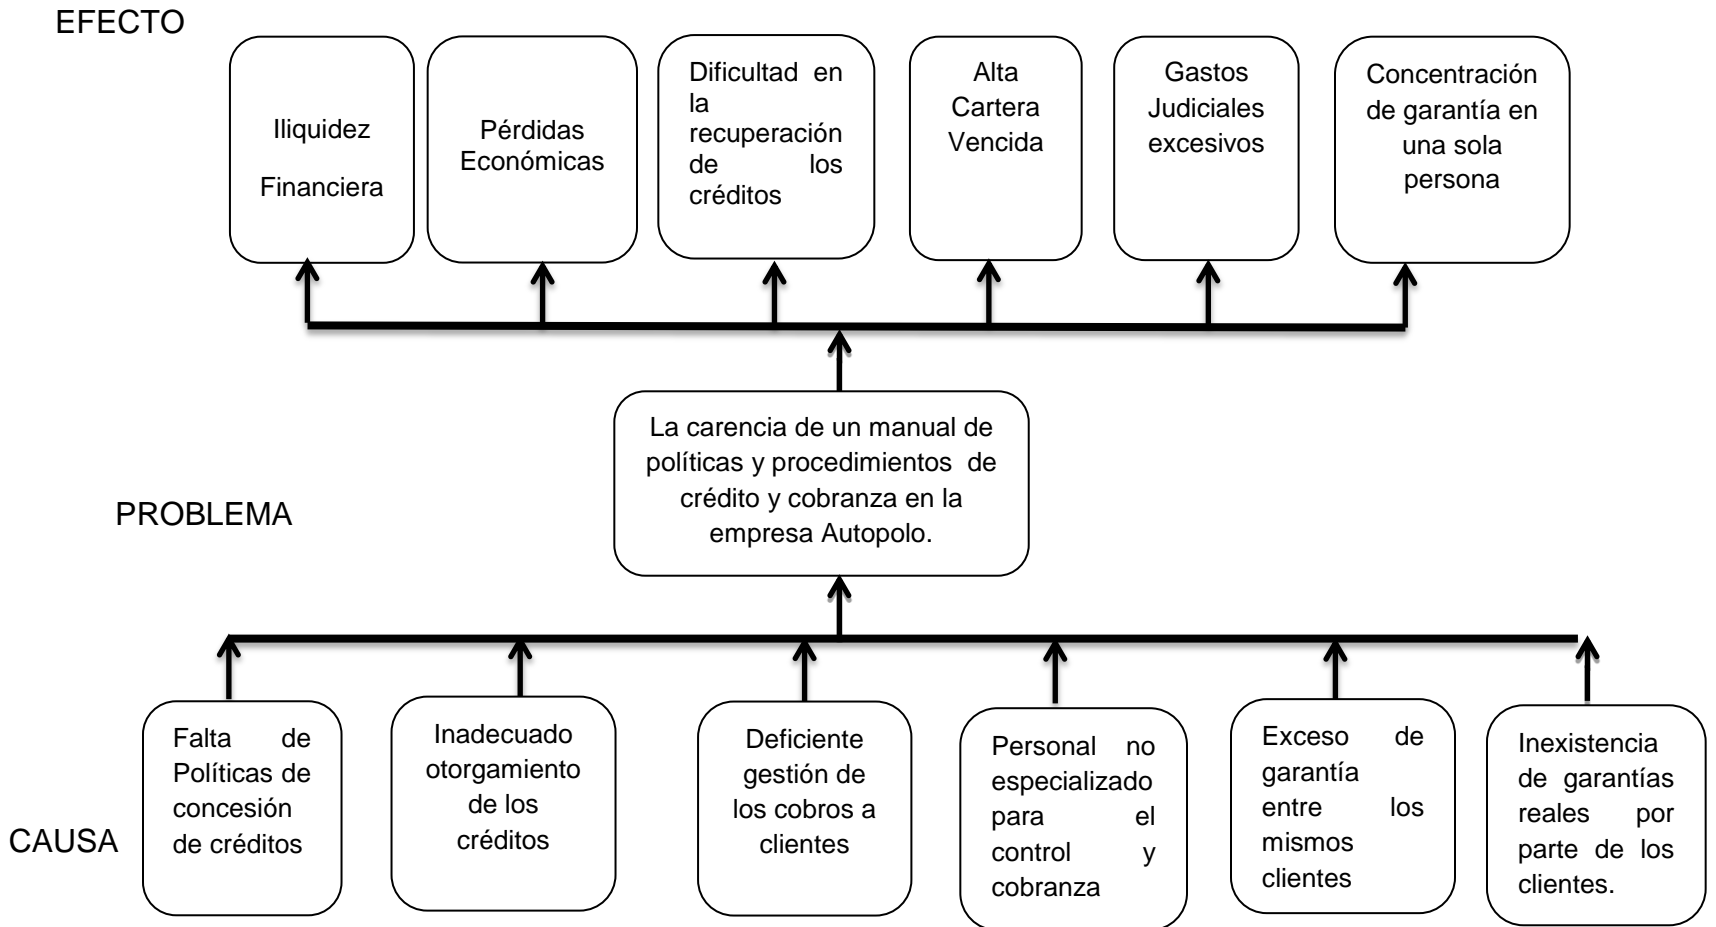 EFECTO
Iliquidez
Financiera
Pérdidas
Económicas
Dificultad en
la
recuperación
de los
créditos
Alta
Cartera
Vencida
Gastos
Judiciales
excesivos
Concentración
de garantía en
una sola
persona
PROBLEMA
La carencia de un manual de
políticas y procedimientos de
crédito y cobranza en la
empresa Autopolo.
CAUSA
Falta de
Políticas de
concesión
de créditos
Inadecuado
otorgamiento
de los
créditos
Deficiente
gestión de
los cobros a
clientes
Personal no
especializado
para el
control y
cobranza
Exceso de
garantía
entre los
mismos
clientes
Inexistencia
de garantías
reales por
parte de los
clientes.